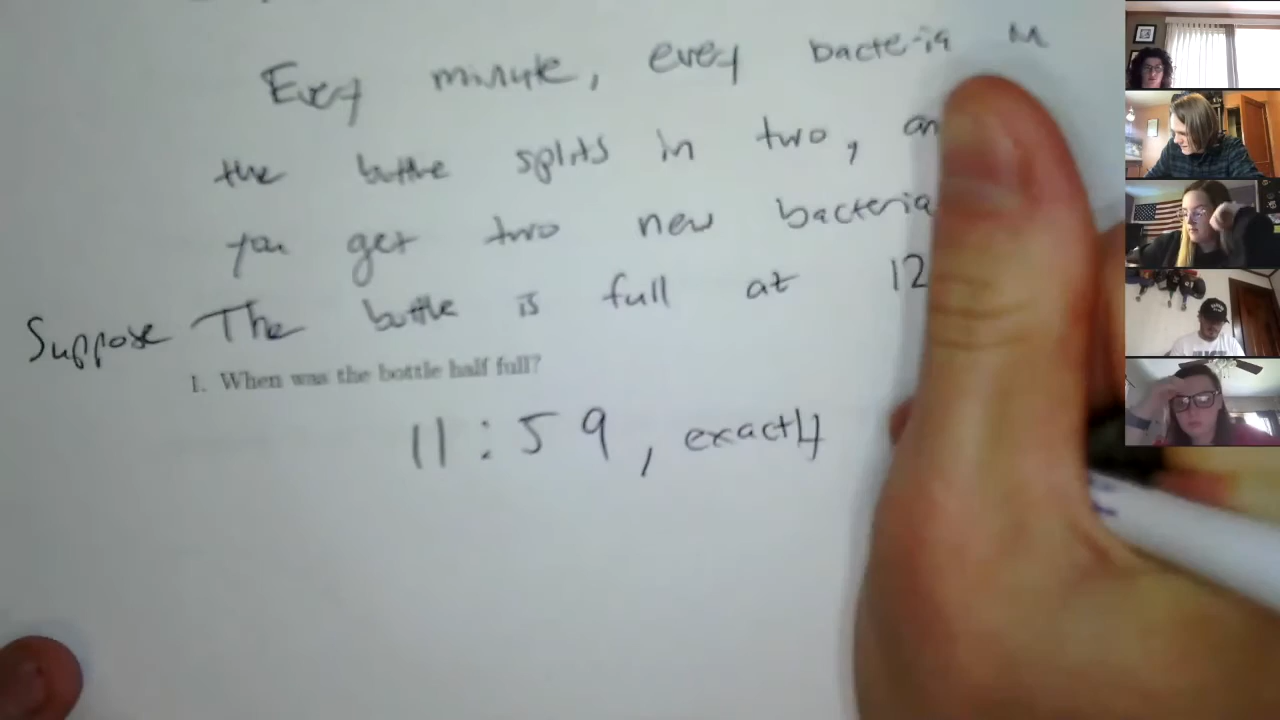 Every minute, every bacteria in
the bottle splits in two, an
you get two new bacteria
Suppose The bottle is full at 12
1. When was the bottle half full?
11:59, exactly